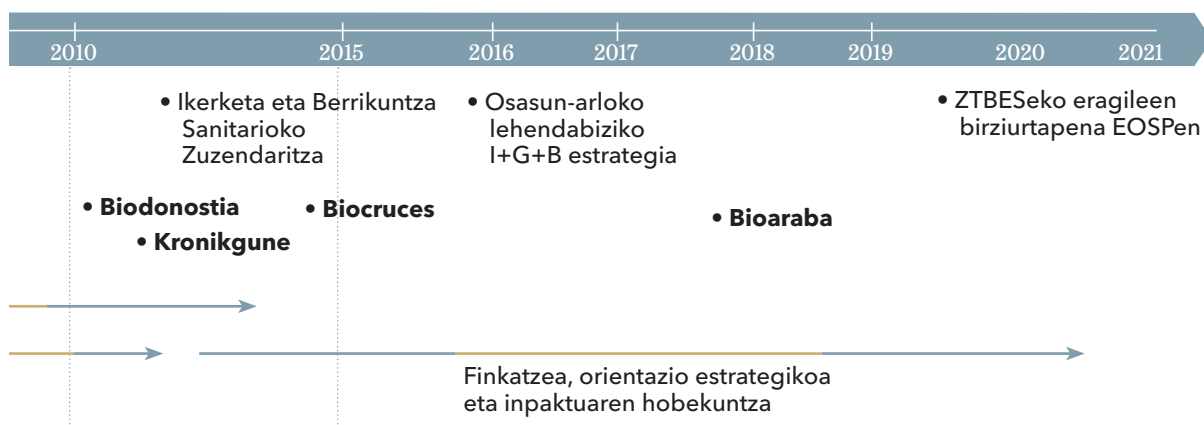 2010 2015 2016 2017 2018 2019 2020 2021
• Ikerketa eta Berrikuntza
Sanitarioko
Zuzendaritza
• Osasun-arloko
lehendabiziko
I+G+B estrategia
• ZTBESeko eragileen
birziurtapena EOSPen
• Biodonostia
• Kronikgune
• Biocruces
• Bioaraba
Finkatzea, orientazio estrategikoa
eta inpaktuaren hobekuntza